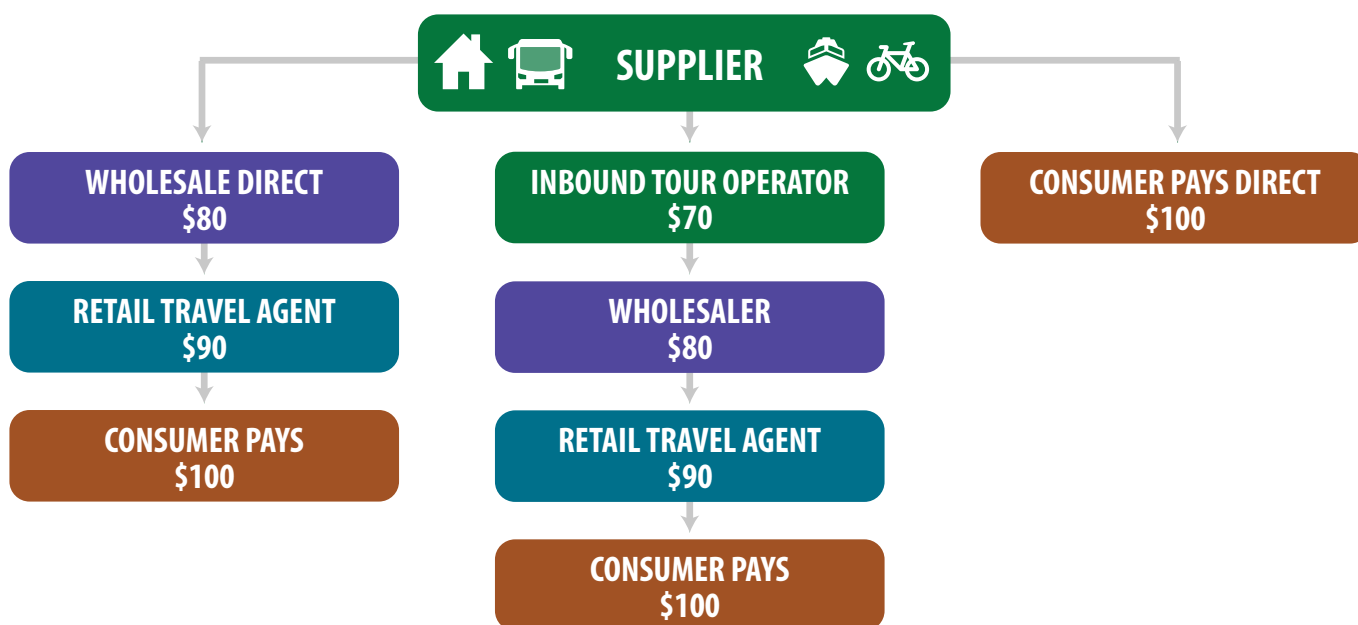 SUPPLIER
WHOLESALE DIRECT
$80
RETAIL TRAVEL AGENT
$90
CONSUMER PAYS
$100
INBOUND TOUR OPERATOR
$70
WHOLESALER
$80
RETAIL TRAVEL AGENT
$90
CONSUMER PAYS
$100
CONSUMER PAYS DIRECT
$100